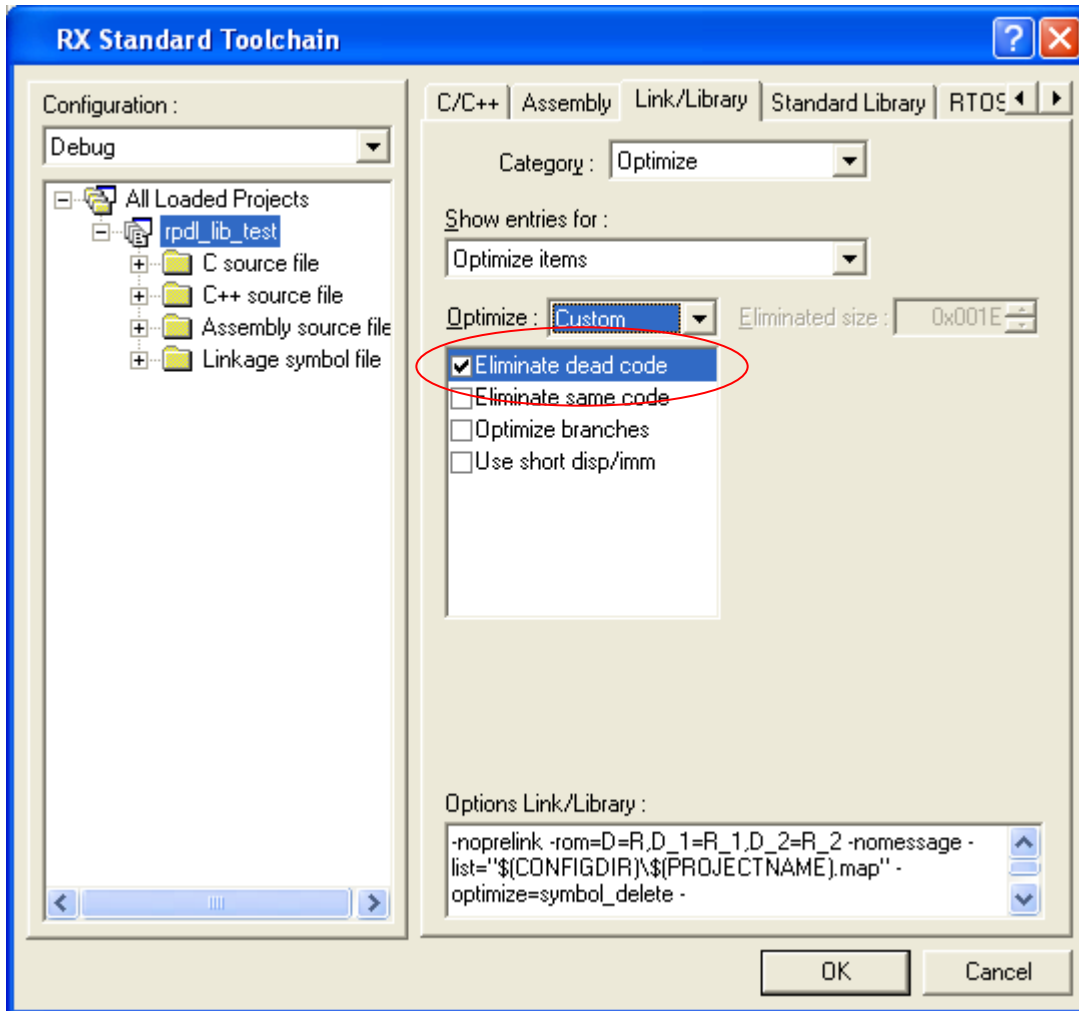 RX Standard Toolchain
Configuration :
Debug
All Loaded Projects
rpdl_lib_test
C source file
C++ source file
Assembly source file
Linkage symbol file
C/C++ Assembly Link/Library Standard Library RTOS
Category : Optimize
Show entries for :
Optimize items
Optimize : Custom Eliminated size : 0x001E
Eliminate dead code
Eliminate same code
Optimize branches
Use short disp/imm
Options Link/Library :
-noprelink -rom=D=R,D_1=R_1,D_2=R_2 -nomessage -
list="$(CONFIGDIR)\$(PROJECTNAME).map" -
optimize=symbol_delete -
OK Cancel